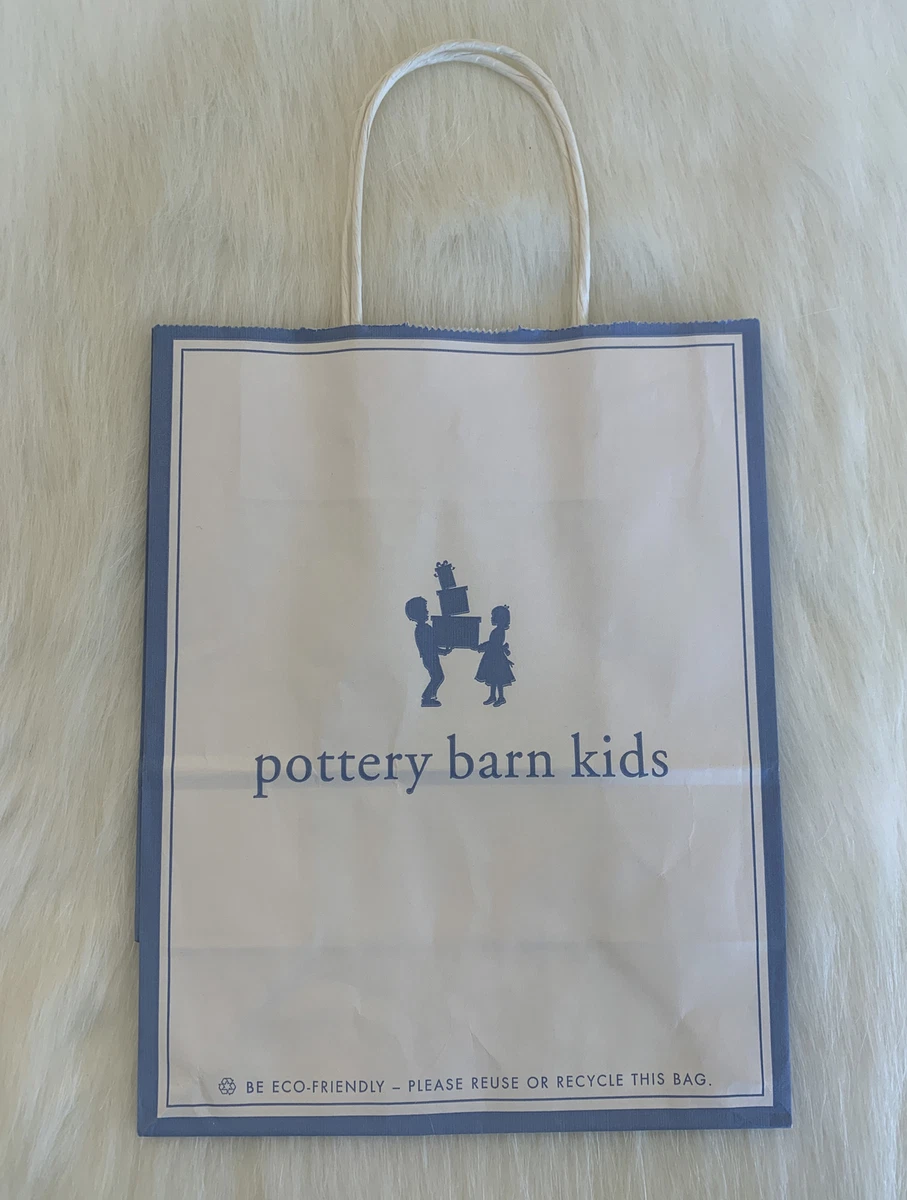 pottery barn kids
BE ECO-FRIENDLY – PLEASE REUSE OR RECYCLE THIS BAG.